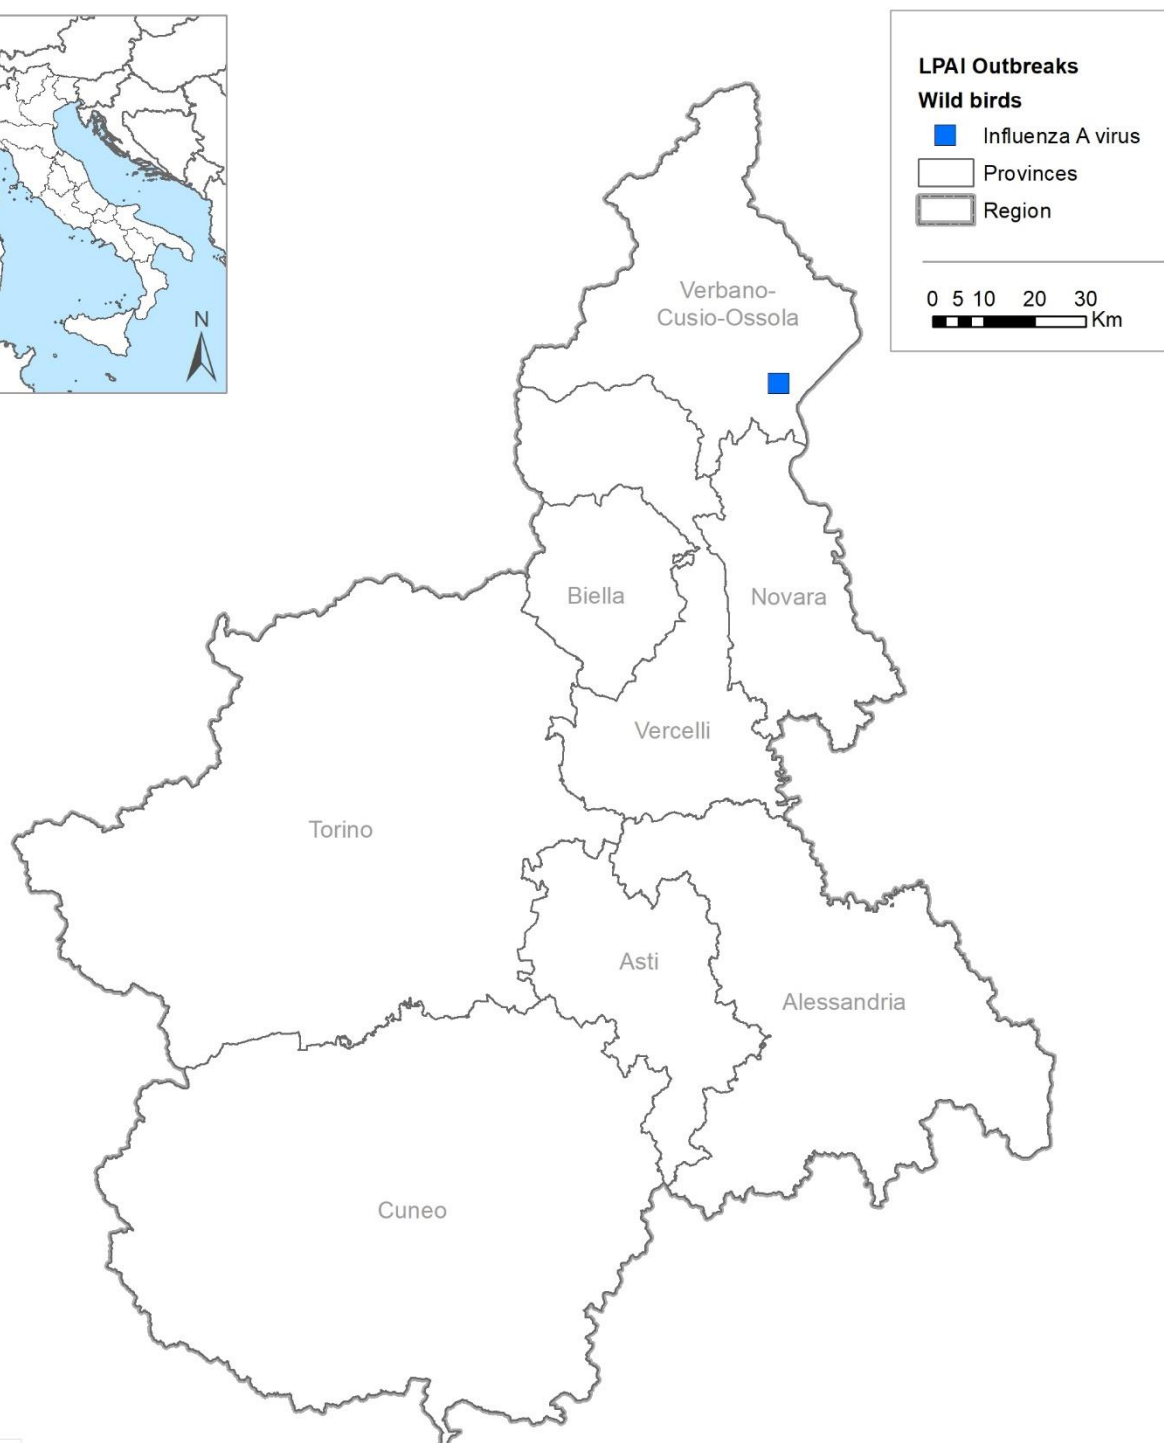 N
LPAI Outbreaks
Wild birds
Influenza A virus
Provinces
Region
0 5 10 20 30
Km
Verbano-
Cusio-Ossola
Biella
Novara
Vercelli
Torino
Asti
Alessandria
Cuneo